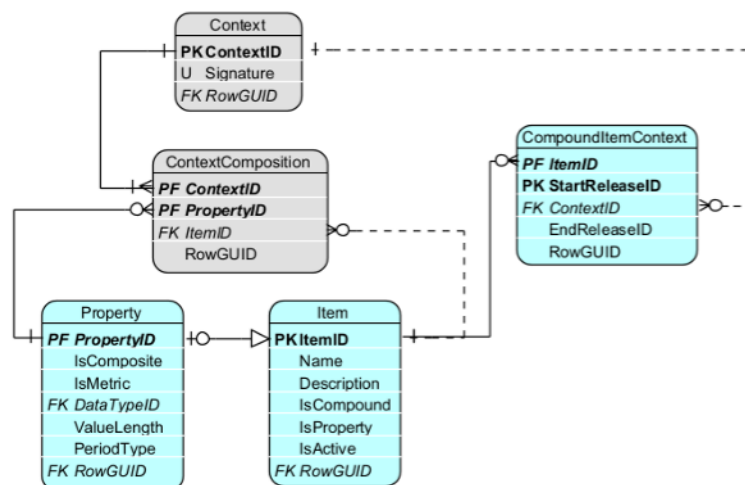 Context
PK ContextID
U Signature
FK RowGUID
ContextComposition
PF ContextID
PF PropertyID
FK ItemID
RowGUID
CompoundItemContext
PF ItemID
PK StartReleaseID
FK ContextID
EndReleaseID
RowGUID
Property
PF PropertyID
IsComposite
IsMetric
FK DataTypeID
ValueLength
PeriodType
FK RowGUID
Item
PK ItemID
Name
Description
IsCompound
IsProperty
IsActive
FK RowGUID